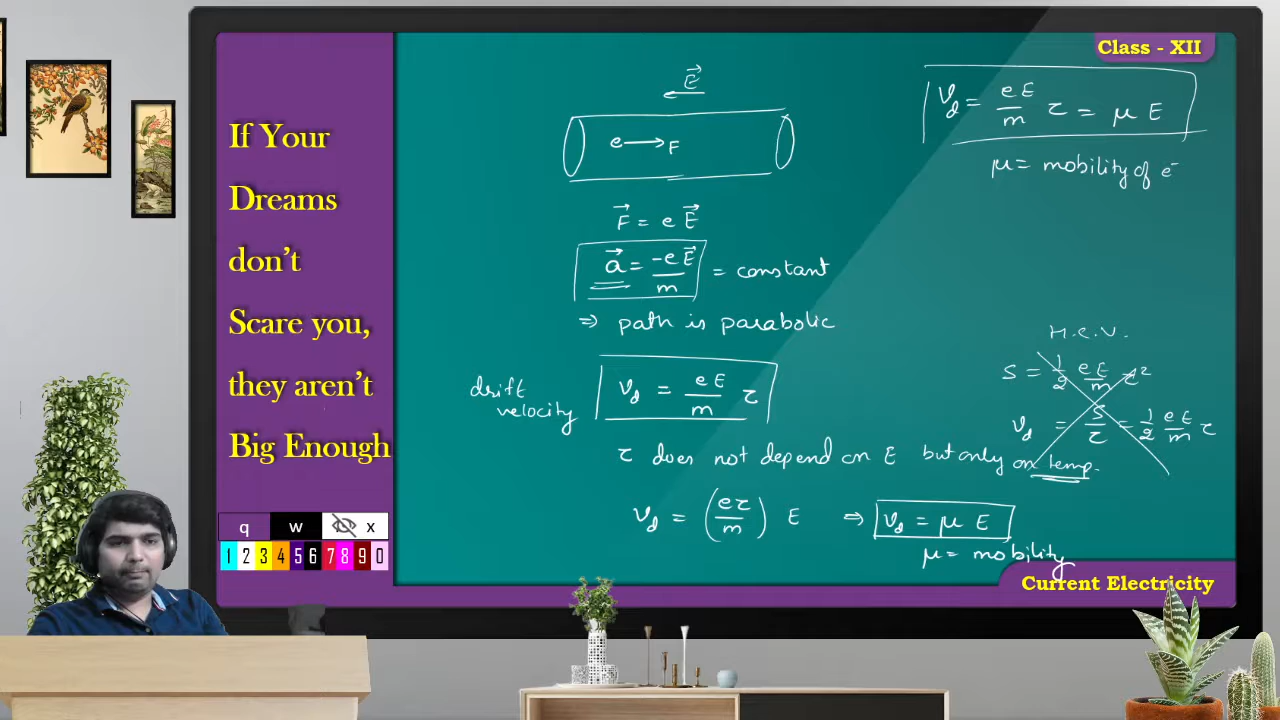 Class - XII
If Your
Dreams
don't
Scare you,
they aren't
Big Enough
q w x
1 2 3 4 5 6 7 8 9 0
E⃗
e → F
F⃗ = e E⃗
a⃗ = -e E⃗ / m = constant
⇒ path is parabolic
drift velocity
v_d = eE/m τ
τ does not depend on E but only on temp.
v_d = (eτ/m) E ⇒ v_d = μ E
μ = mobility
v_d = eE/m τ = μ E
μ = mobility of e⁻
H.C.V.
S = 1/2 eE/m τ²
v_d = S/τ = 1/2 eE/m τ
Current Electricity